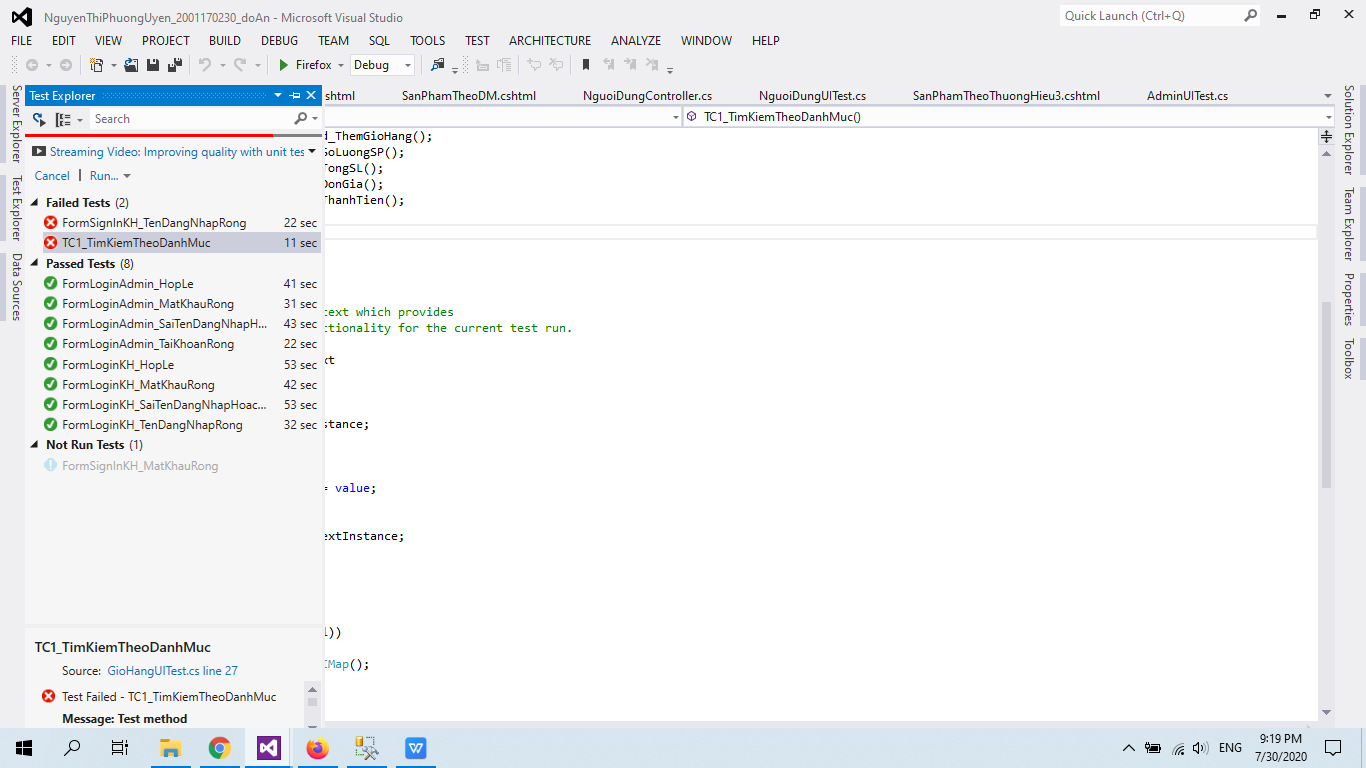 NguyenThiPhuongUyen_2001170230_doAn - Microsoft Visual Studio
Quick Launch (Ctrl+Q)
FILE EDIT VIEW PROJECT BUILD DEBUG TEAM SQL TOOLS TEST ARCHITECTURE ANALYZE WINDOW HELP
Firefox Debug
Server Explorer
Test Explorer
Data Sources
Test Explorer
shtml SanPhamTheoDM.cshtml NguoiDungController.cs NguoiDungUITest.cs SanPhamTheoThuongHieu3.cshtml AdminUITest.cs
Search
TC1_TimKiemTheoDanhMuc()
Streaming Video: Improving quality with unit tes
Cancel Run...
Failed Tests (2)
FormSignInKH_TenDangNhapRong 22 sec
TC1_TimKiemTheoDanhMuc 11 sec
Passed Tests (8)
FormLoginAdmin_HopLe 41 sec
FormLoginAdmin_MatKhauRong 31 sec
FormLoginAdmin_SaiTenDangNhapH... 43 sec
FormLoginAdmin_TaiKhoanRong 22 sec
FormLoginKH_HopLe 53 sec
FormLoginKH_MatKhauRong 42 sec
FormLoginKH_SaiTenDangNhapHoac... 53 sec
FormLoginKH_TenDangNhapRong 32 sec
Not Run Tests (1)
FormSignInKH_MatKhauRong
TC1_TimKiemTheoDanhMuc
Source: GioHangUITest.cs line 27
Test Failed - TC1_TimKiemTheoDanhMuc
Message: Test method
d_ThemGioHang();
SoLuongSP();
TongSL();
DonGia();
ThanhTien();
text which provides
ctionality for the current test run.
xt
stance;
= value;
extInstance;
l))
IMap();
Solution Explorer
Team Explorer
Properties
Toolbox
ENG
9:19 PM
7/30/2020